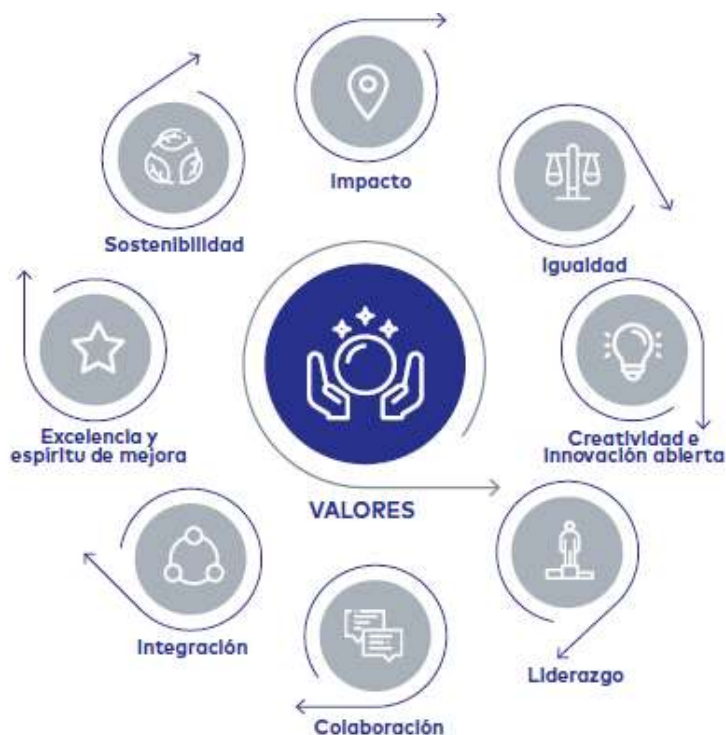 Impacto
Sostenibilidad
Igualdad
Excelencia y
espíritu de mejora
Creatividad e
innovación abierta
VALORES
Integración
Liderazgo
Colaboración